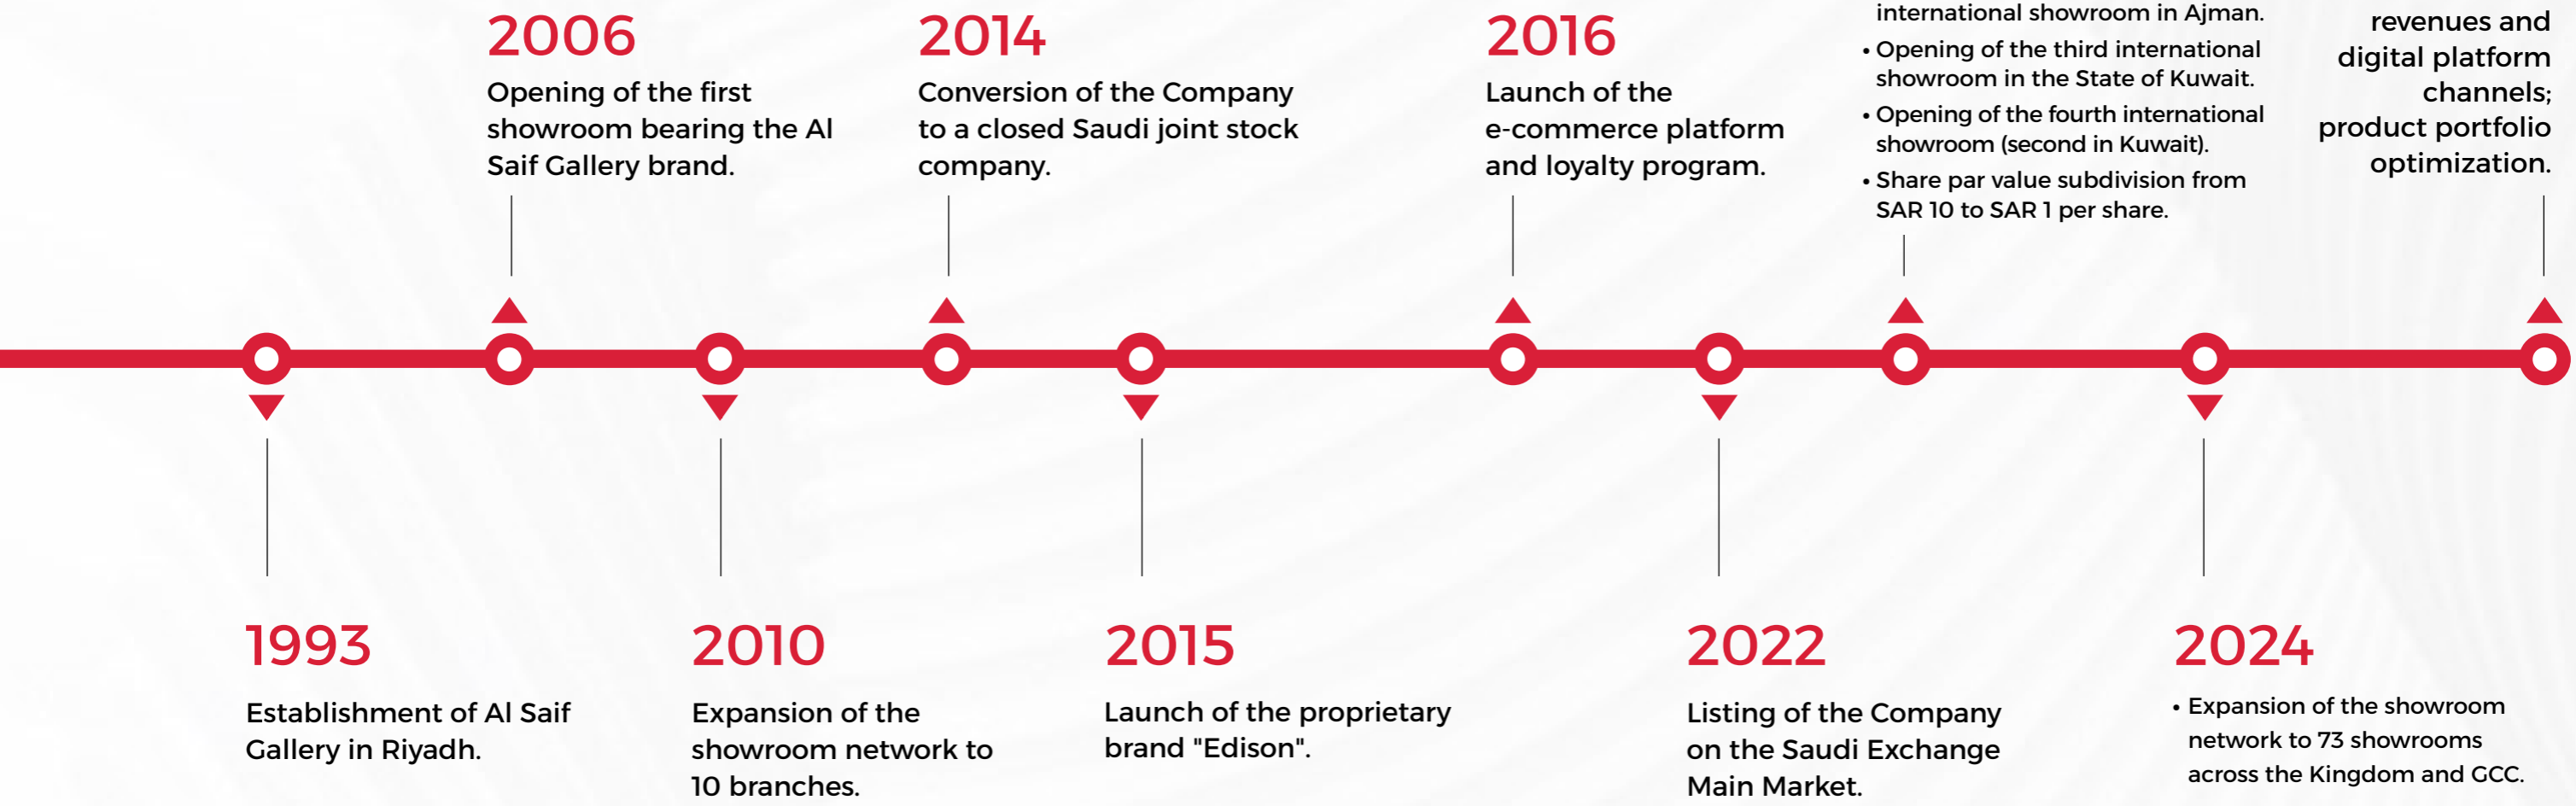 2006
Opening of the first
showroom bearing the Al
Saif Gallery brand.
2014
Conversion of the Company
to a closed Saudi joint stock
company.
2016
Launch of the
e-commerce platform
and loyalty program.
international showroom in Ajman.
• Opening of the third international
showroom in the State of Kuwait.
• Opening of the fourth international
showroom (second in Kuwait).
• Share par value subdivision from
SAR 10 to SAR 1 per share.
revenues and
digital platform
channels;
product portfolio
optimization.
1993
Establishment of Al Saif
Gallery in Riyadh.
2010
Expansion of the
showroom network to
10 branches.
2015
Launch of the proprietary
brand "Edison".
2022
Listing of the Company
on the Saudi Exchange
Main Market.
2024
• Expansion of the showroom
network to 73 showrooms
across the Kingdom and GCC.